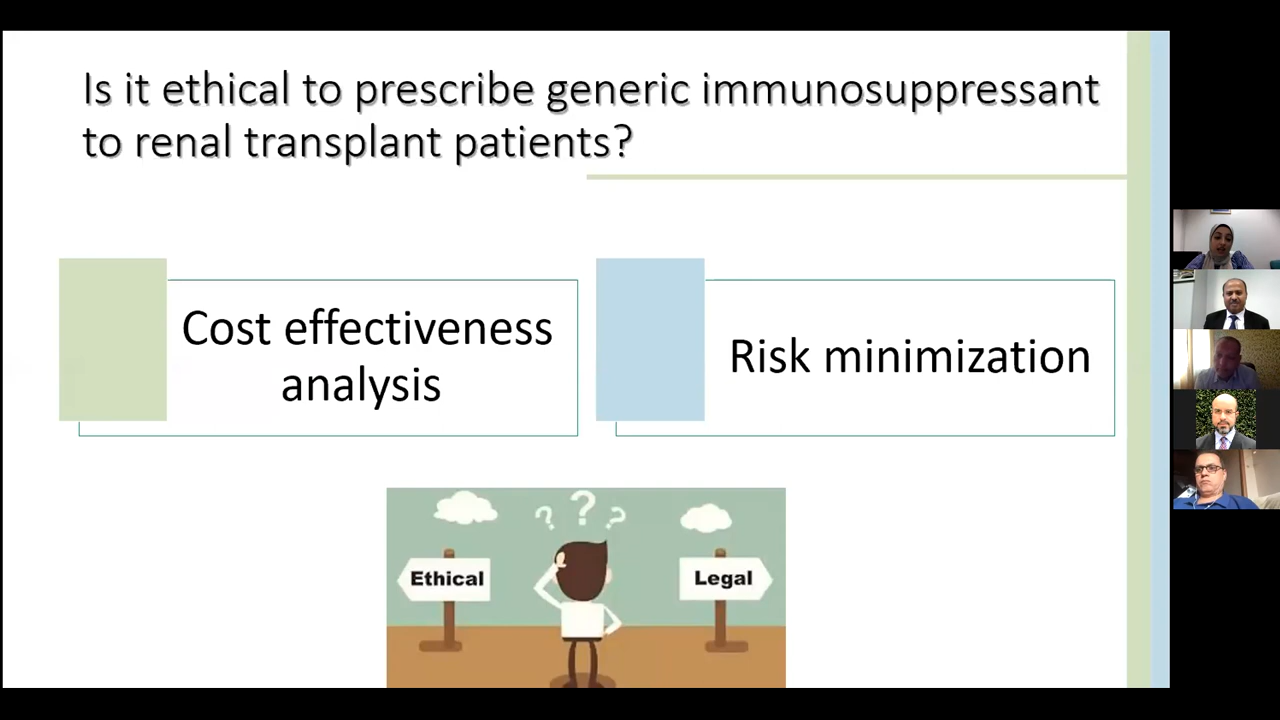 Is it ethical to prescribe generic immunosuppressant
to renal transplant patients?
Cost effectiveness
analysis
Risk minimization
? ? ?
Ethical
Legal